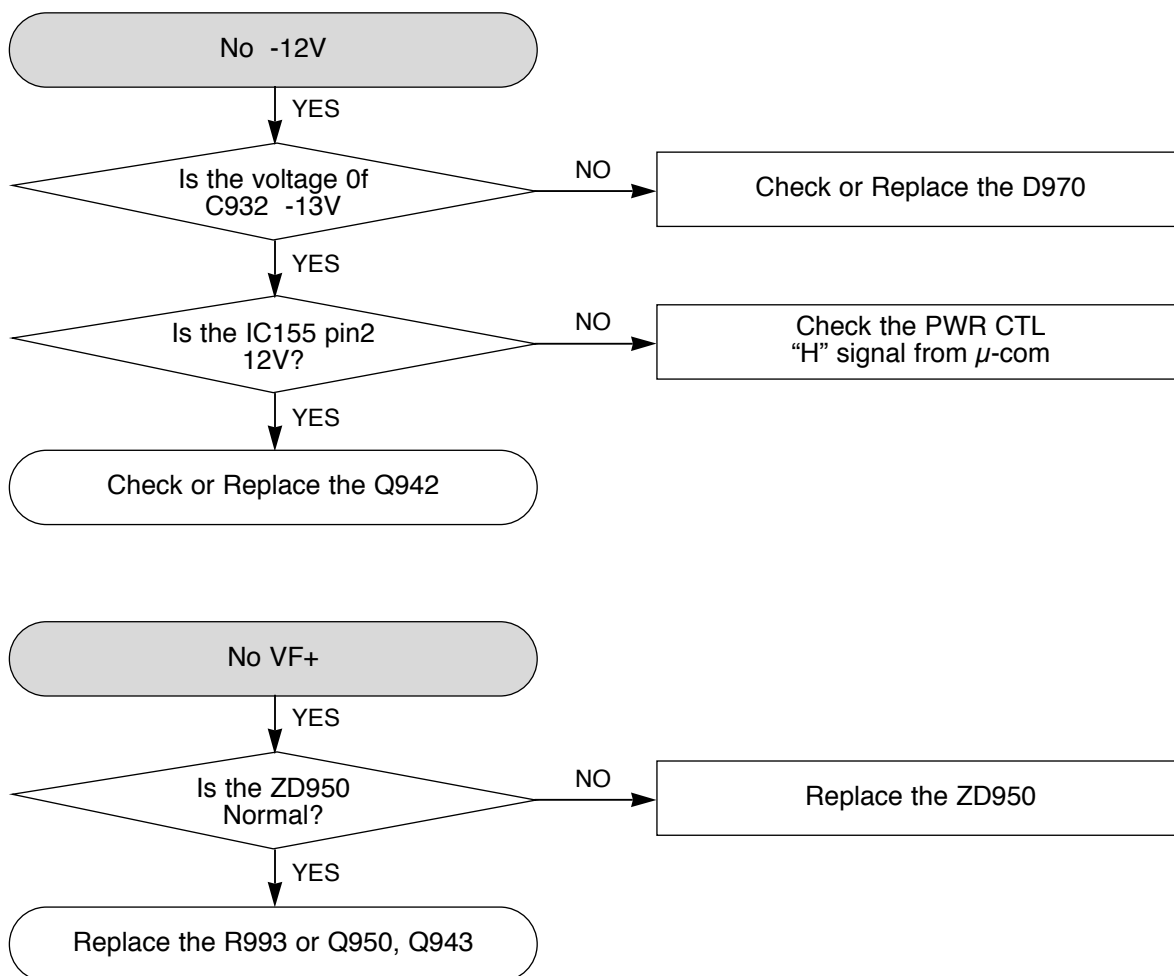 No -12V
YES
Is the voltage 0f
C932 -13V
NO
Check or Replace the D970
YES
Is the IC155 pin2
12V?
NO
Check the PWR CTL
“H” signal from µ-com
YES
Check or Replace the Q942
No VF+
YES
Is the ZD950
Normal?
NO
Replace the ZD950
YES
Replace the R993 or Q950, Q943